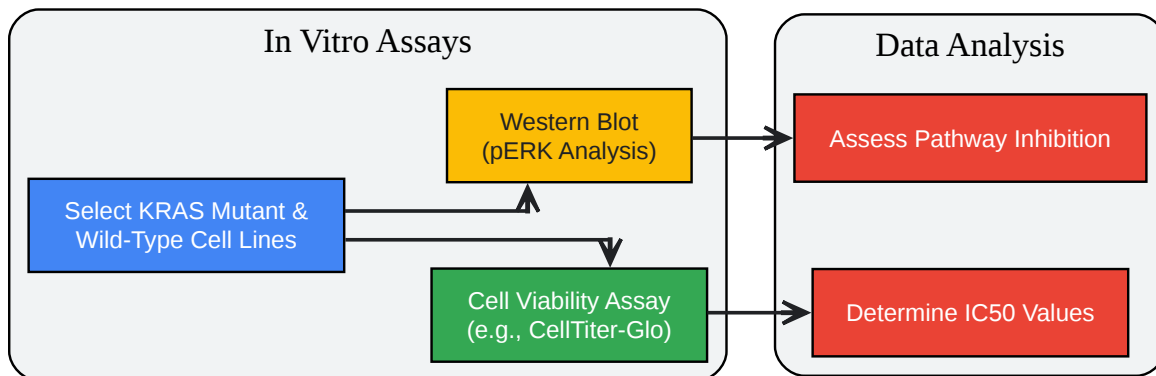 In Vitro Assays
Select KRAS Mutant &
Wild-Type Cell Lines
Western Blot
(pERK Analysis)
Cell Viability Assay
(e.g., CellTiter-Glo)
Data Analysis
Assess Pathway Inhibition
Determine IC50 Values